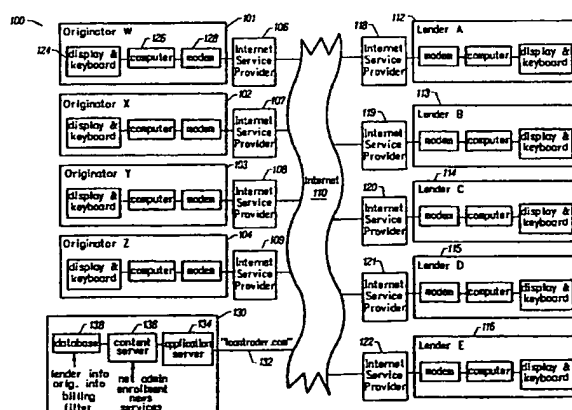 100
Originator W
101
124
display & keyboard
126
computer
128
modem
106
Internet Service Provider
Originator X
102
display & keyboard
computer
modem
107
Internet Service Provider
Originator Y
103
display & keyboard
computer
modem
108
Internet Service Provider
Originator Z
104
display & keyboard
computer
modem
109
Internet Service Provider
130
138
database
136
content server
134
application server
"loantrader.com"
132
lender info
orig. info
billing
filter
net admin
enrollment
news
services
Internet
110
118
Internet Service Provider
112
Lender A
modem
computer
display & keyboard
119
Internet Service Provider
113
Lender B
modem
computer
display & keyboard
120
Internet Service Provider
114
Lender C
modem
computer
display & keyboard
121
Internet Service Provider
115
Lender D
modem
computer
display & keyboard
122
Internet Service Provider
116
Lender E
modem
computer
display & keyboard